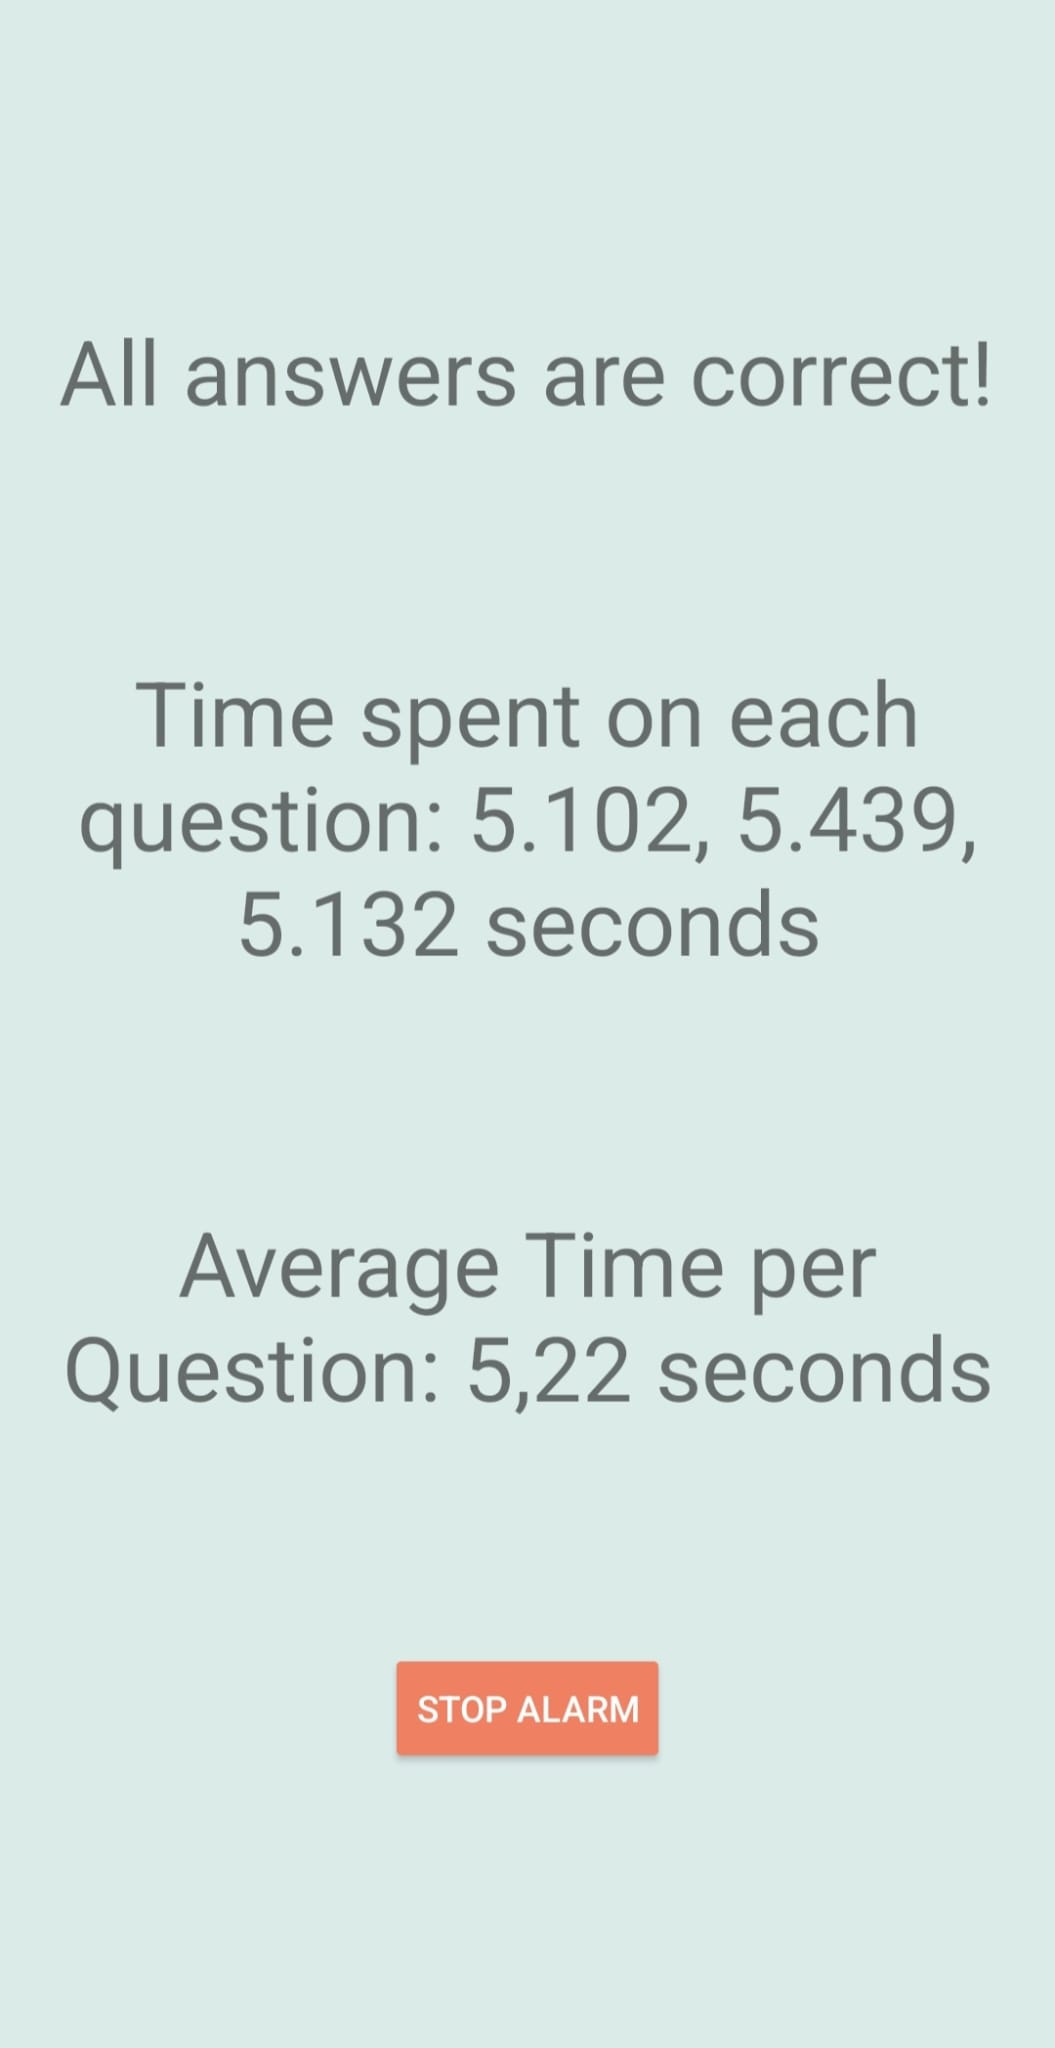 All answers are correct!
Time spent on each
question: 5.102, 5.439,
5.132 seconds
Average Time per
Question: 5,22 seconds
STOP ALARM